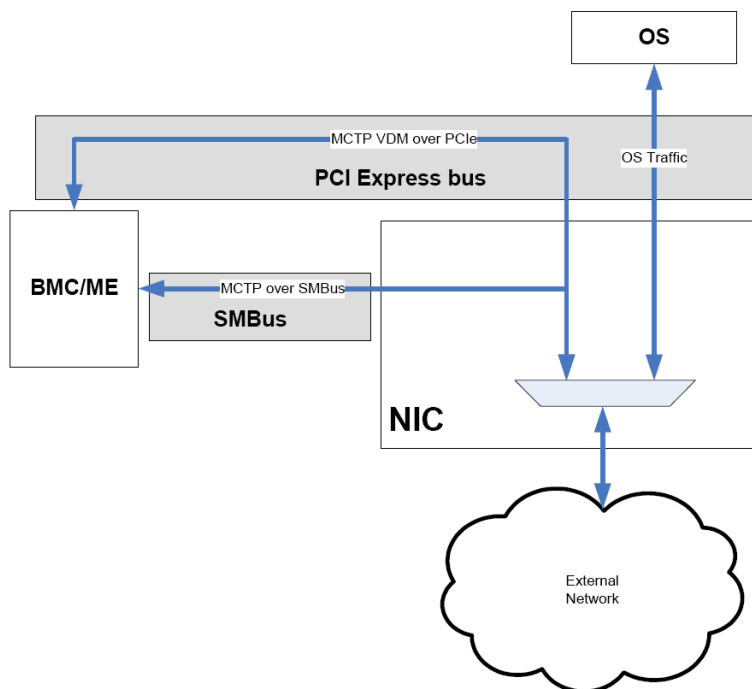 OS
MCTP VDM over PCIe
OS Traffic
PCI Express bus
BMC/ME
MCTP over SMBus
SMBus
NIC
External
Network